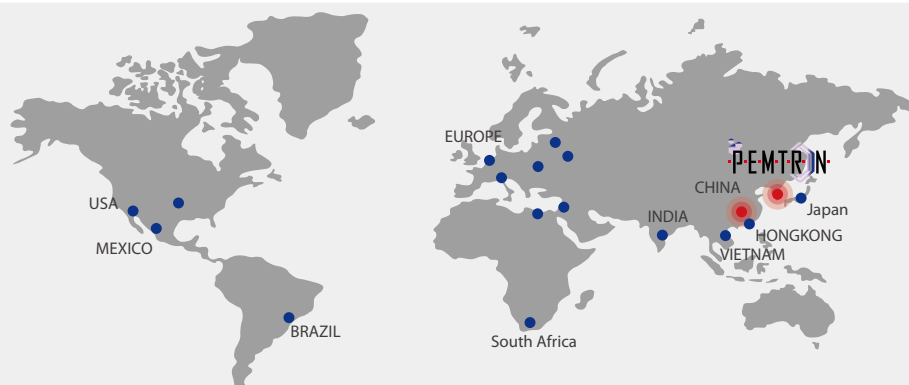 EUROPE
PEMTRON
CHINA
USA
Japan
INDIA
HONGKONG
MEXICO
VIETNAM
BRAZIL
South Africa